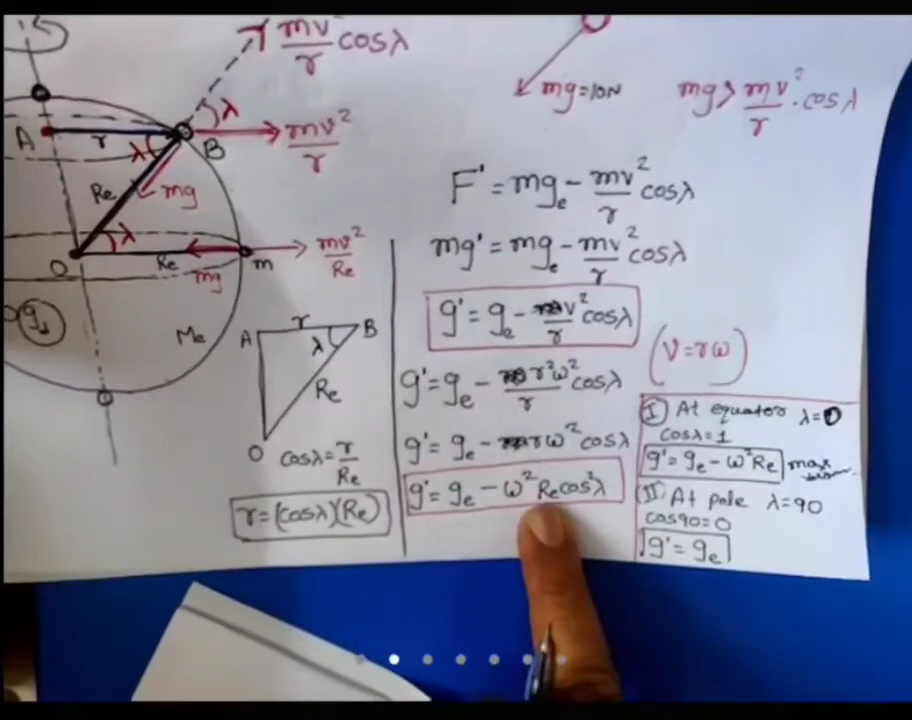 mv²/r cosλ
λ
A r B
mv²/r
λ
Re mg
λ
O Re mg m
mv²/Re
Me
mg=10N
mg > mv²/r · cosλ
F' = mgₑ - mv²/r cosλ
mg' = mgₑ - mv²/r cosλ
g' = gₑ - v²/r cosλ
(V=rω)
g' = gₑ - r²ω²/r cosλ
g' = gₑ - rω² cosλ
g' = gₑ - ω² Re cos²λ
A r B
λ
Re
O
cosλ = r/Re
r = (cosλ)(Re)
I At equator λ=0
cosλ=1
g' = gₑ - ω²Re
II At pole λ=90
cos90=0
g' = gₑ